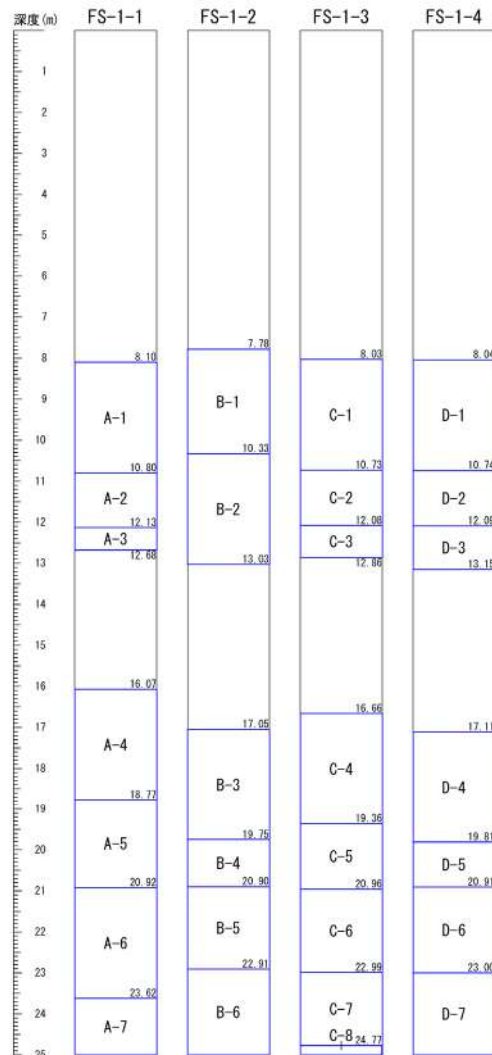 深度(m) FS-1-1 FS-1-2 FS-1-3 FS-1-4
1
2
3
4
5
6
7
7.78
8 8.10 8.03 8.04
9
B-1
A-1 C-1 D-1
10
10.33
10.80 10.73 10.74
11
A-2 C-2 D-2
B-2
12
12.13 12.08 12.09
A-3 C-3 D-3
12.68 12.86
13 13.03 13.15
14
15
16 16.07
16.66
17 17.05 17.11
A-4 C-4
18
B-3 D-4
18.77
19
19.36
A-5 19.75 19.81
20
C-5
B-4 D-5
20.92 20.90 20.96 20.91
21
B-5
22 C-6 D-6
A-6
22.91 22.99 23.00
23
23.62
C-7
24 B-6 D-7
A-7
C-8 24.77
25